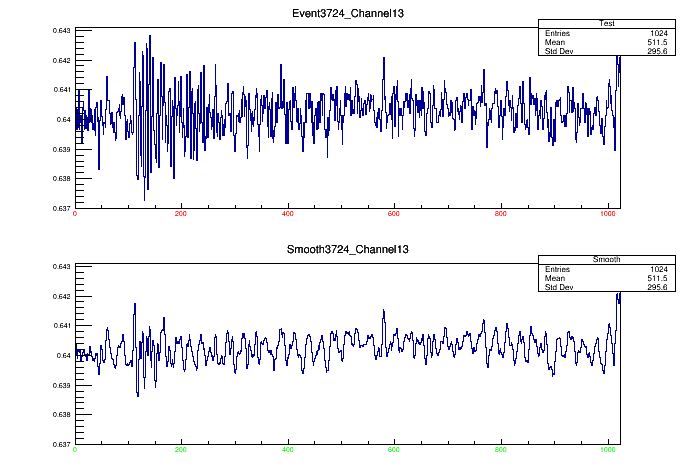 Event3724_Channel13
Test
Entries 1024
Mean 511.5
Std Dev 295.6
0.643
0.642
0.641
0.64
0.639
0.638
0.637
0 200 400 600 800 1000
Smooth3724_Channel13
Smooth
Entries 1024
Mean 511.5
Std Dev 295.6
0.643
0.642
0.641
0.64
0.639
0.638
0.637
0 200 400 600 800 1000